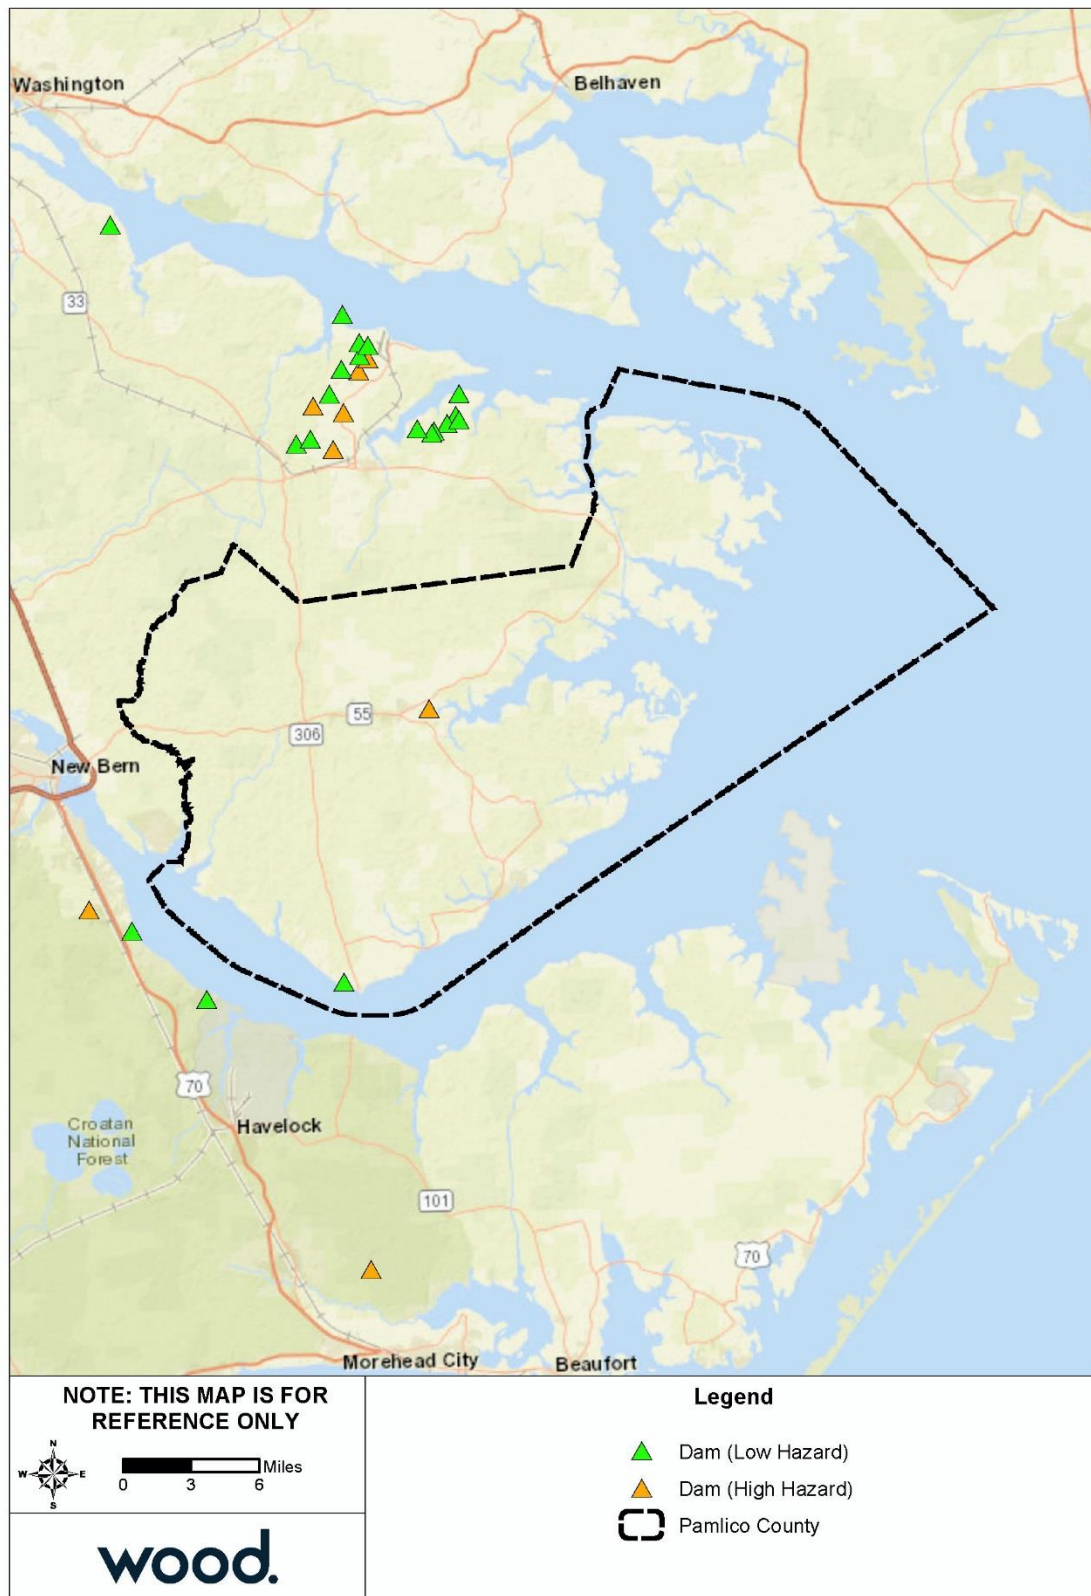 Washington
Belhaven
33
55
306
New Bern
70
Havelock
Croatan
National
Forest
101
70
Morehead City
Beaufort
NOTE: THIS MAP IS FOR
REFERENCE ONLY
N
W E
S
0 3 6 Miles
wood.
Legend
Dam (Low Hazard)
Dam (High Hazard)
Pamlico County